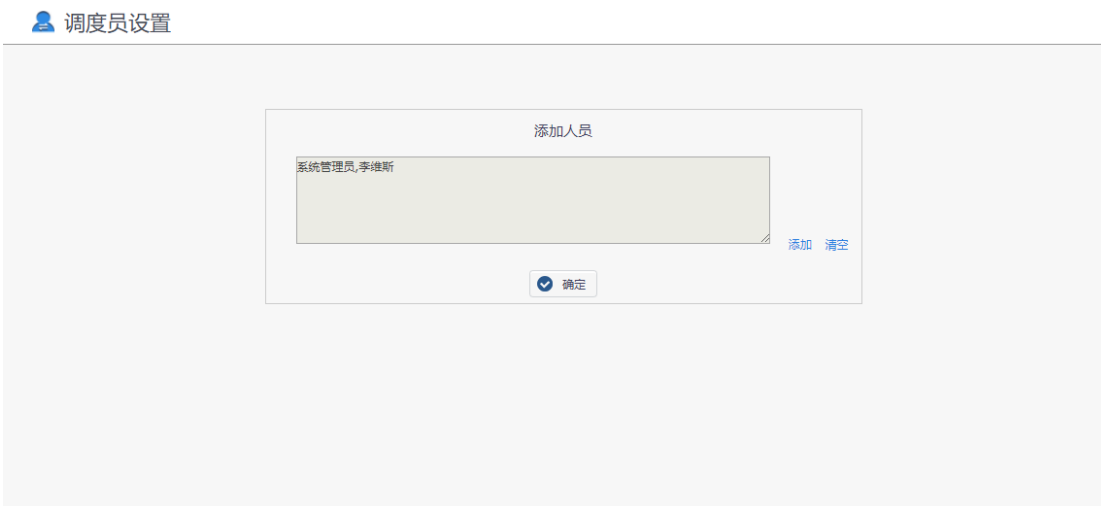 调度员设置
添加人员
系统管理员,李维斯
添加 清空
确定